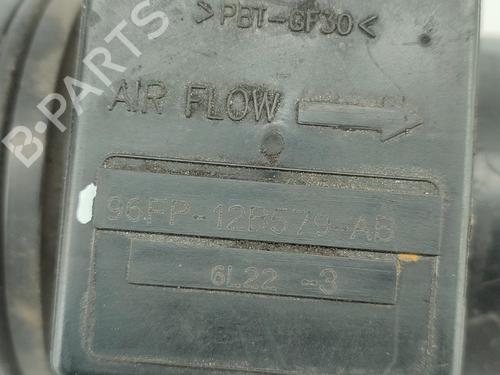 >PBT-GF30<
AIR FLOW
96FP-12B579-AB
6L22 -3
B-PARTS